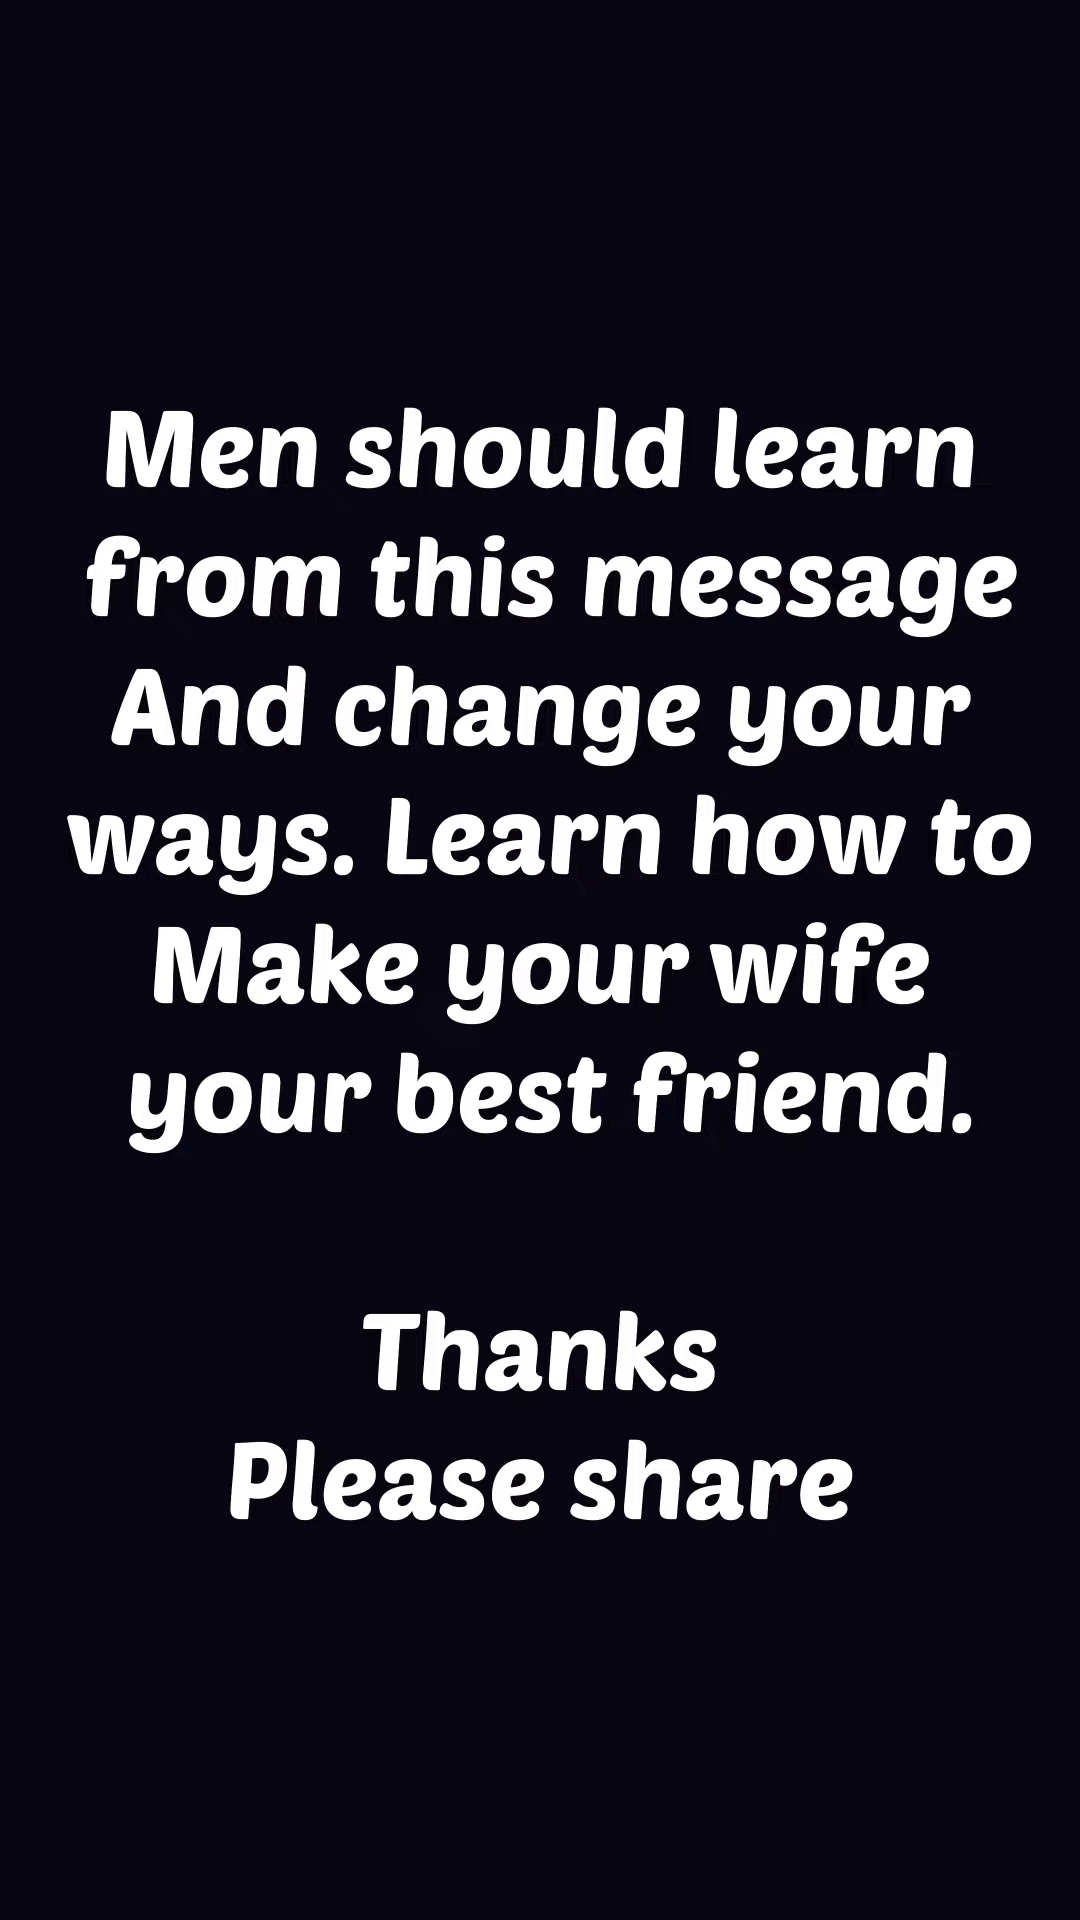 Men should learn
from this message
And change your
ways. Learn how to
Make your wife
your best friend.
Thanks
Please share